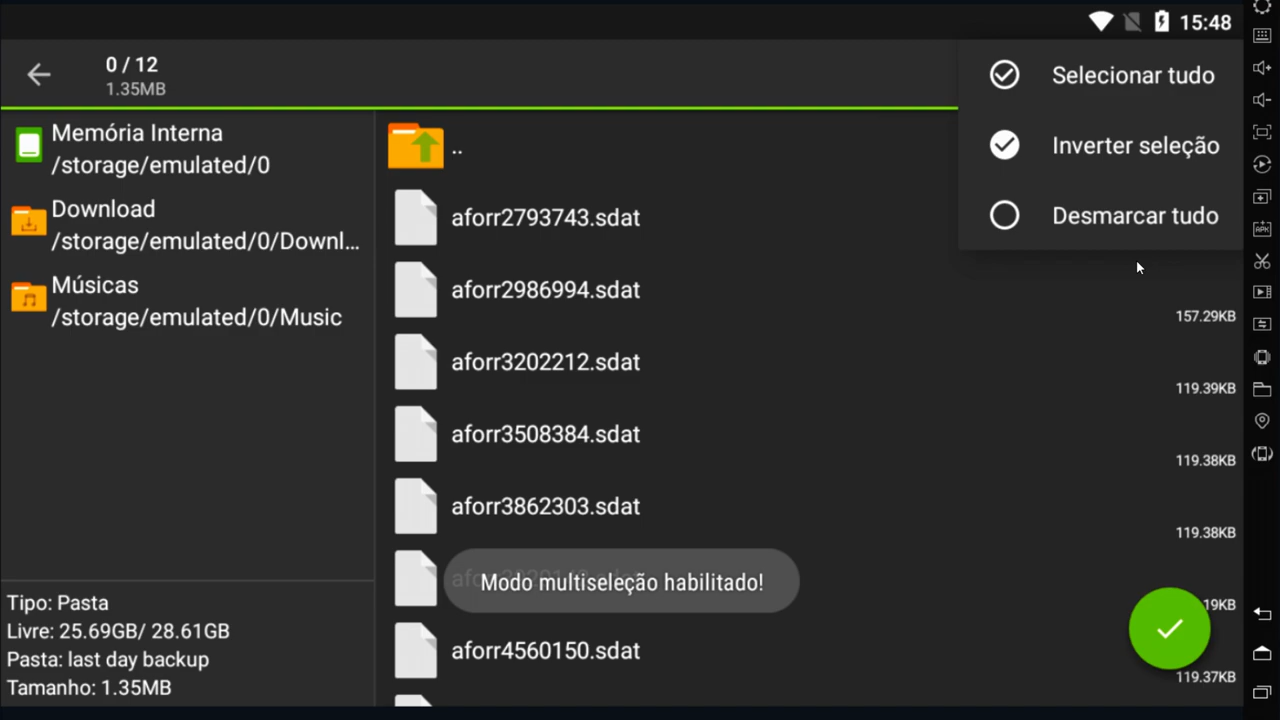 15:48
0 / 12
1.35MB
Selecionar tudo
Inverter seleção
Desmarcar tudo
Memória Interna
/storage/emulated/0
Download
/storage/emulated/0/Downl...
Músicas
/storage/emulated/0/Music
..
aforr2793743.sdat
aforr2986994.sdat
157.29KB
aforr3202212.sdat
119.39KB
aforr3508384.sdat
119.38KB
aforr3862303.sdat
119.38KB
Modo multiseleção habilitado!
19KB
aforr4560150.sdat
119.37KB
Tipo: Pasta
Livre: 25.69GB/ 28.61GB
Pasta: last day backup
Tamanho: 1.35MB
APK